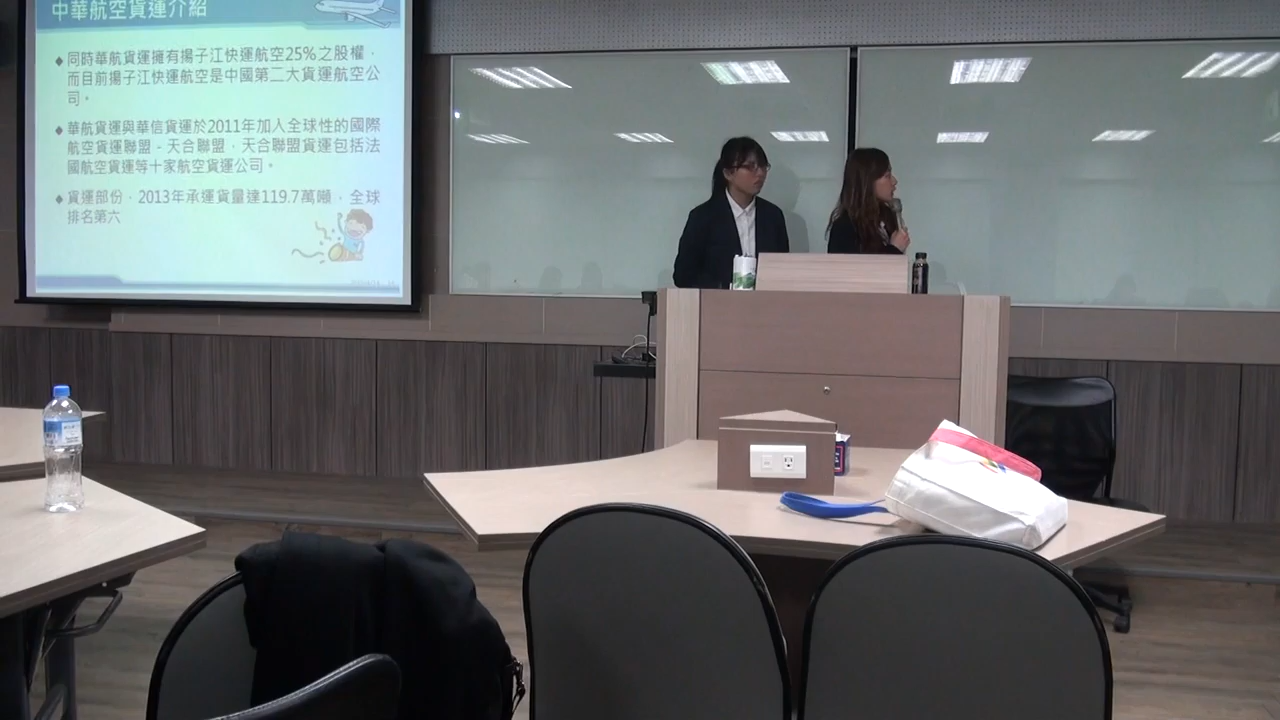 中華航空貨運介紹
◆同時華航貨運擁有揚子江快運航空25%之股權，
而目前揚子江快運航空是中國第二大貨運航空公
司。
◆華航貨運與華信貨運於2011年加入全球性的國際
航空貨運聯盟－天合聯盟，天合聯盟貨運包括法
國航空貨運等十家航空貨運公司。
◆貨運部份，2013年承運貨量達119.7萬噸，全球
排名第六